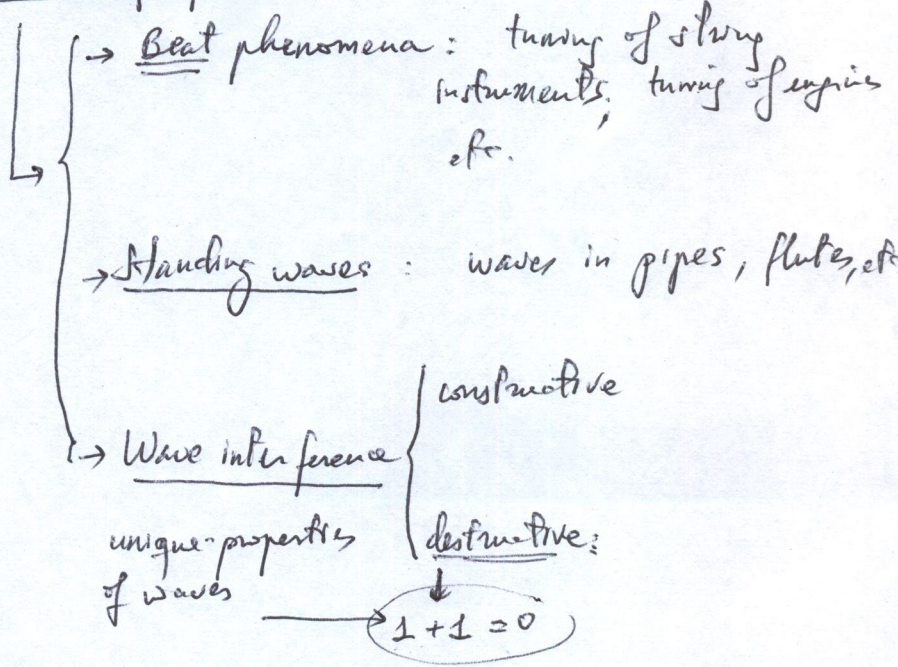 → Beat phenomena : tuning of string
instruments, tuning of engines
etc.
→ Standing waves : waves in pipes, flutes, etc
constructive
→ Wave interference
unique properties
of waves
destructive:
1 + 1 = 0